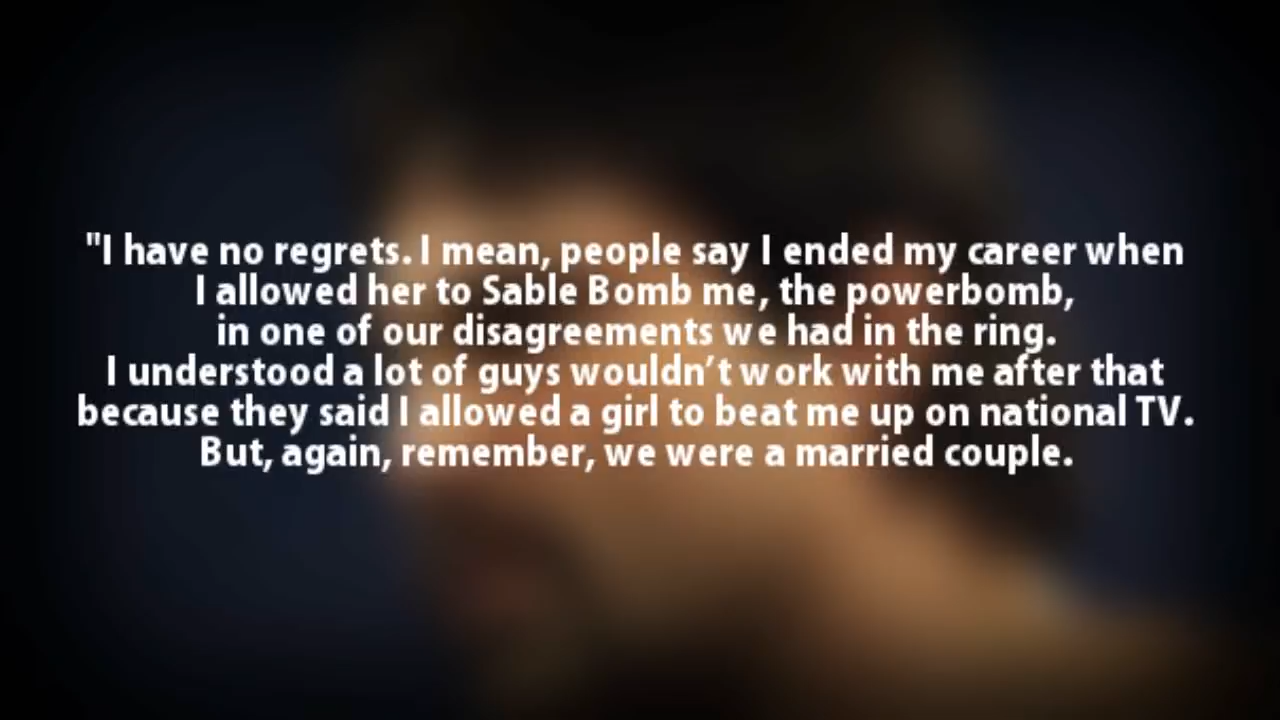 "I have no regrets. I mean, people say I ended my career when
I allowed her to Sable Bomb me, the powerbomb,
in one of our disagreements we had in the ring.
I understood a lot of guys wouldn’t work with me after that
because they said I allowed a girl to beat me up on national TV.
But, again, remember, we were a married couple.